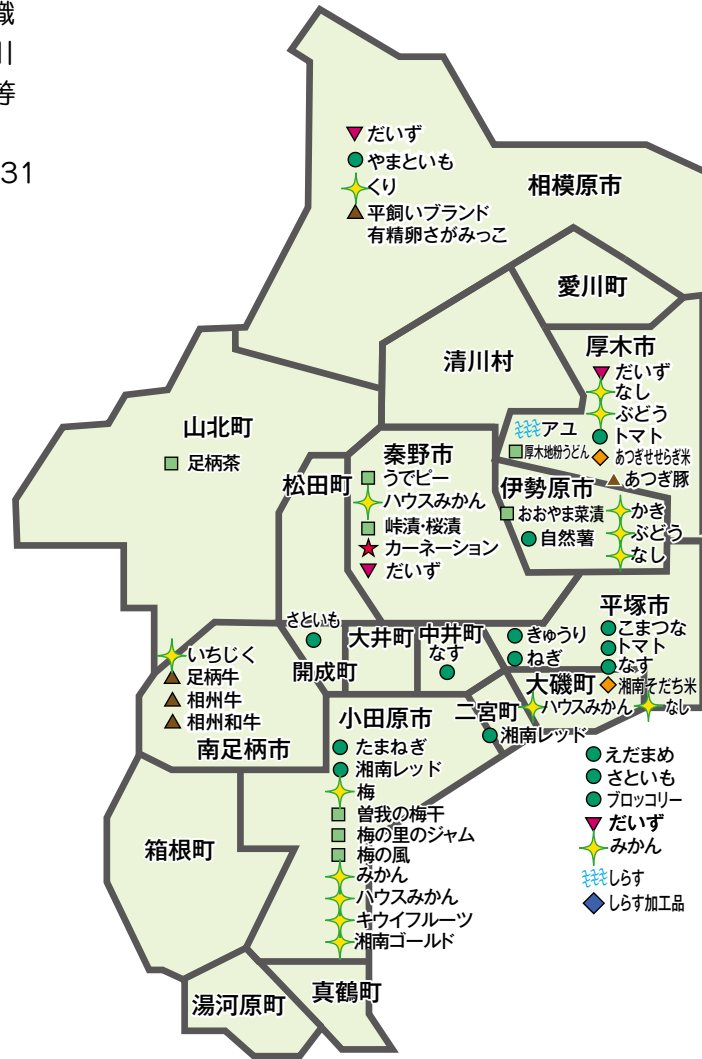 織
川
等
31
だいず
やまといも
くり
平飼いブランド
有精卵さがみっこ
相模原市
愛川町
清川村
厚木市
だいず
なし
ぶどう
トマト
あつぎせせらぎ米
あつぎ豚
アユ
厚木地粉うどん
山北町
足柄茶
松田町
秦野市
うでピー
ハウスみかん
峠漬・桜漬
カーネーション
だいず
伊勢原市
おおやま菜漬
自然薯
かき
ぶどう
なし
平塚市
こまつな
トマト
なす
湘南そだち米
なし
きゅうり
ねぎ
さといも
開成町
大井町
中井町
なす
大磯町
ハウスみかん
二宮町
湘南レッド
いちじく
足柄牛
相州牛
相州和牛
南足柄市
小田原市
たまねぎ
湘南レッド
梅
曽我の梅干
梅の里のジャム
梅の風
みかん
ハウスみかん
キウイフルーツ
湘南ゴールド
えだまめ
さといも
ブロッコリー
だいず
みかん
しらす
しらす加工品
箱根町
湯河原町
真鶴町